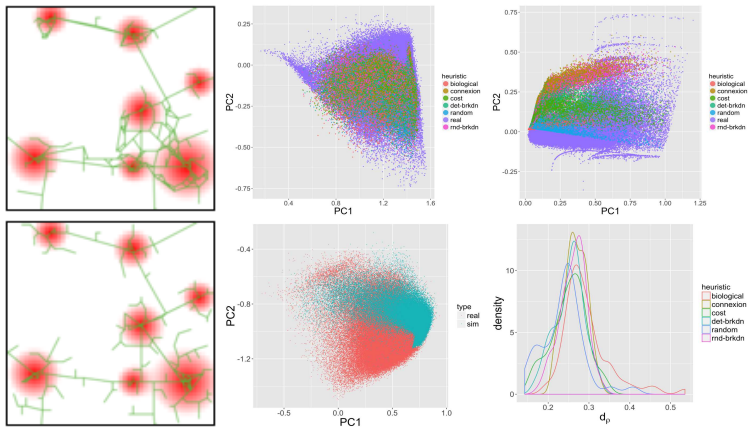 0.25
0.00
-0.25
-0.50
-0.75
PC2
0.4
0.8
1.2
1.6
PC1
heuristic
biological
connexion
cost
det-brkdn
random
real
rnd-brkdn
0.75
0.50
0.25
0.00
-0.25
PC2
0.00
0.25
0.50
0.75
1.00
1.25
PC1
heuristic
biological
connexion
cost
det-brkdn
random
real
rnd-brkdn
-0.4
-0.6
-0.8
-1.0
-1.2
PC2
-0.5
0.0
0.5
1.0
PC1
type
real
sim
10
5
0
density
0.2
0.3
0.4
0.5
dρ
heuristic
biological
connexion
cost
det-brkdn
random
rnd-brkdn